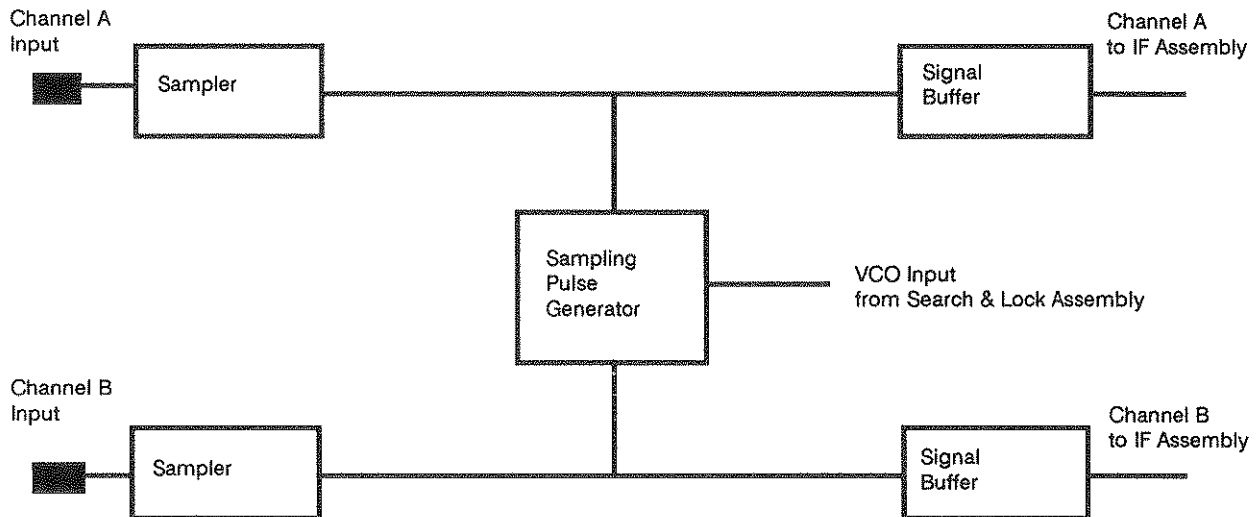 Channel A
Input
Sampler
Signal
Buffer
Channel A
to IF Assembly
Sampling
Pulse
Generator
VCO Input
from Search & Lock Assembly
Channel B
Input
Sampler
Signal
Buffer
Channel B
to IF Assembly